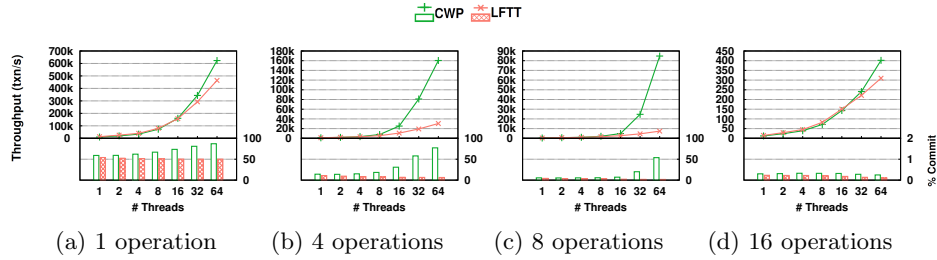 CWP LFTT
Throughput (txn/s)
700k
600k
500k
400k
300k
200k
100k
0
100
50
0
1 2 4 8 16 32 64
# Threads
(a) 1 operation
180k
160k
140k
120k
100k
80k
60k
40k
20k
0
100
50
0
1 2 4 8 16 32 64
# Threads
(b) 4 operations
90k
80k
70k
60k
50k
40k
30k
20k
10k
0
100
50
0
1 2 4 8 16 32 64
# Threads
(c) 8 operations
450
400
350
300
250
200
150
100
50
0
2
1
0
% Commit
1 2 4 8 16 32 64
# Threads
(d) 16 operations